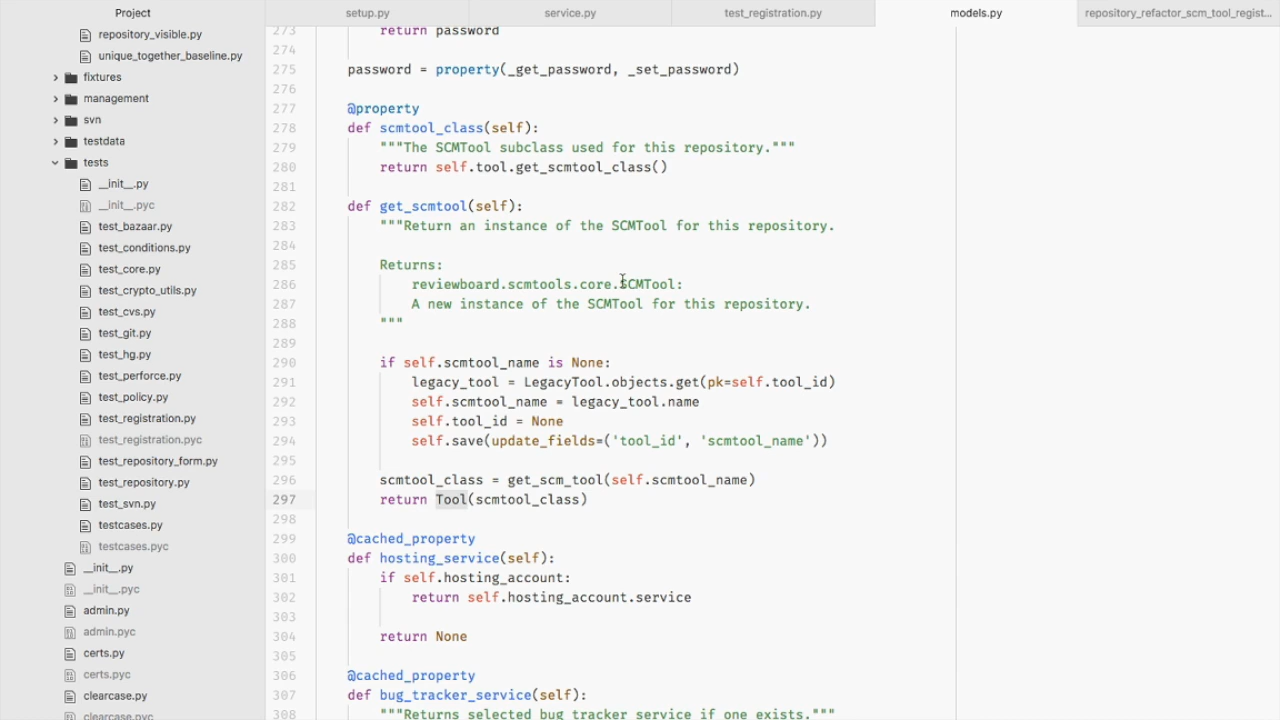 Project
repository_visible.py
unique_together_baseline.py
fixtures
management
svn
testdata
tests
__init__.py
__init__.pyc
test_bazaar.py
test_conditions.py
test_core.py
test_crypto_utils.py
test_cvs.py
test_git.py
test_hg.py
test_perforce.py
test_policy.py
test_registration.py
test_registration.pyc
test_repository_form.py
test_repository.py
test_svn.py
testcases.py
testcases.pyc
__init__.py
__init__.pyc
admin.py
admin.pyc
certs.py
certs.pyc
clearcase.py
clearcase.pyc
setup.py service.py test_registration.py models.py repository_refactor_scm_tool_regist...
273 return password
274
275 password = property(_get_password, _set_password)
276
277 @property
278 def scmtool_class(self):
279 """The SCMTool subclass used for this repository."""
280 return self.tool.get_scmtool_class()
281
282 def get_scmtool(self):
283 """Return an instance of the SCMTool for this repository.
284
285 Returns:
286 reviewboard.scmtools.core.SCMTool:
287 A new instance of the SCMTool for this repository.
288 """
289
290 if self.scmtool_name is None:
291 legacy_tool = LegacyTool.objects.get(pk=self.tool_id)
292 self.scmtool_name = legacy_tool.name
293 self.tool_id = None
294 self.save(update_fields=('tool_id', 'scmtool_name'))
295
296 scmtool_class = get_scm_tool(self.scmtool_name)
297 return Tool(scmtool_class)
298
299 @cached_property
300 def hosting_service(self):
301 if self.hosting_account:
302 return self.hosting_account.service
303
304 return None
305
306 @cached_property
307 def bug_tracker_service(self):
308 """Returns selected bug tracker service if one exists."""